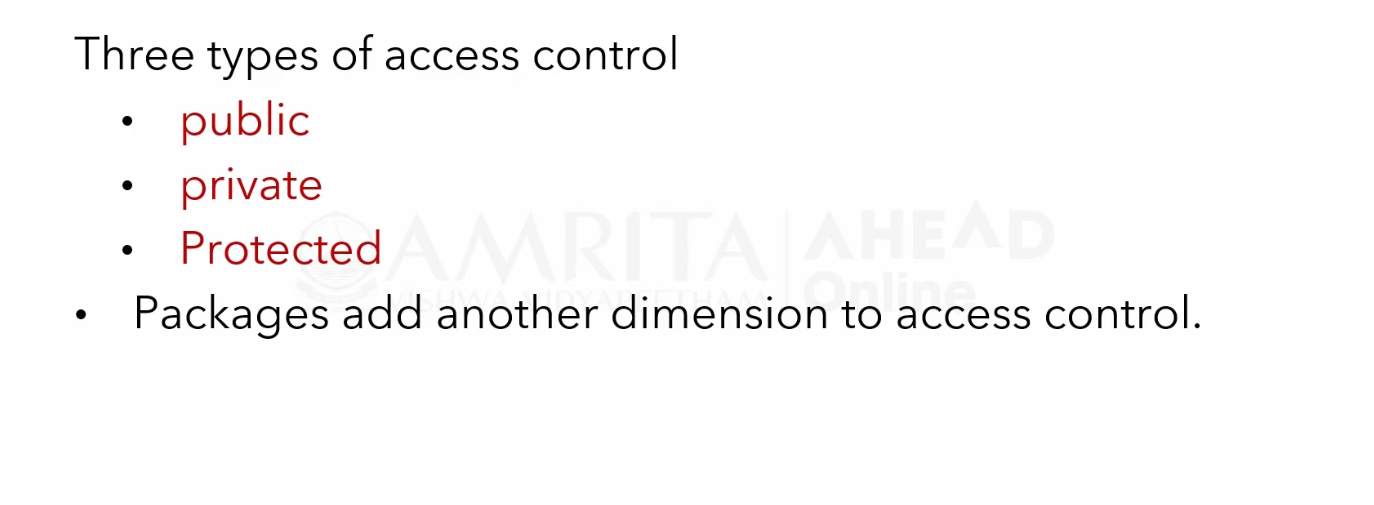 Three types of access control
• public
• private
• Protected
AMRITA AHEAD
VISHWA VIDYAPEETHAM Online
• Packages add another dimension to access control.